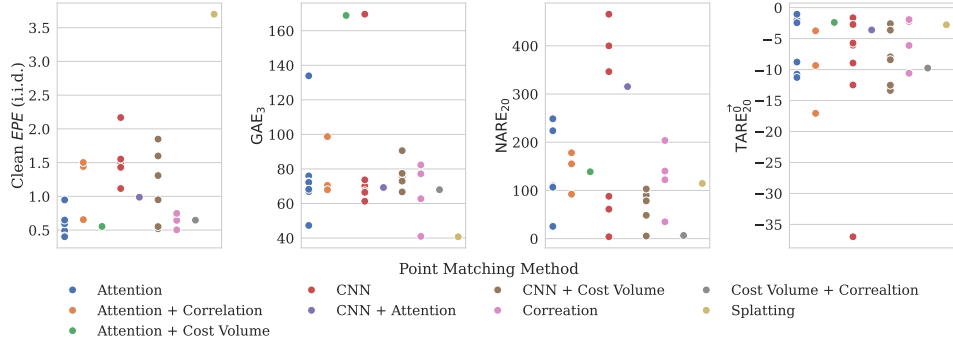 Clean EPE (i.i.d.)
3.5
3.0
2.5
2.0
1.5
1.0
0.5
GAE3
160
140
120
100
80
60
40
NARE20
400
300
200
100
0
TARE20 0→
0
−5
−10
−15
−20
−25
−30
−35
Point Matching Method
Attention
CNN
CNN + Cost Volume
Cost Volume + Correaltion
Attention + Correlation
CNN + Attention
Correation
Splatting
Attention + Cost Volume